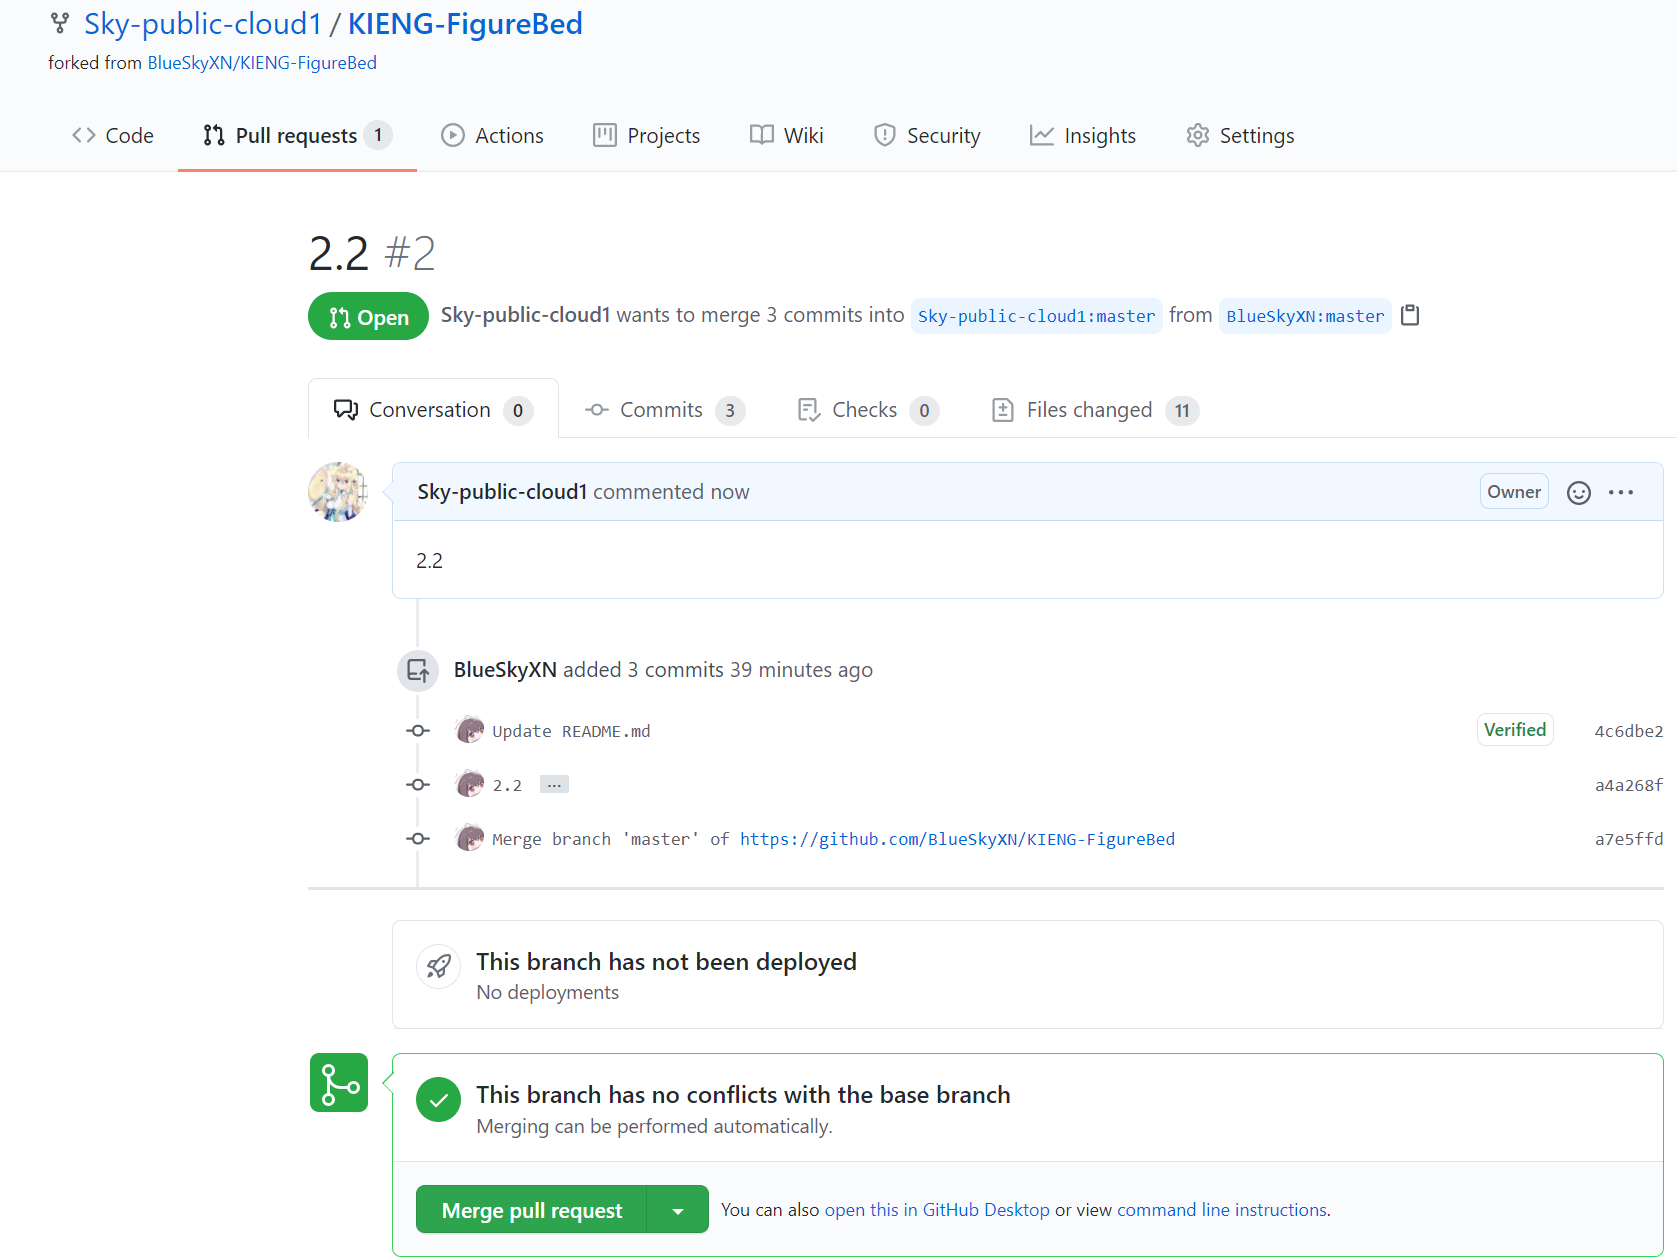 Sky-public-cloud1 / KIENG-FigureBed
forked from BlueSkyXN/KIENG-FigureBed
Code Pull requests 1 Actions Projects Wiki Security Insights Settings
2.2 #2
Open Sky-public-cloud1 wants to merge 3 commits into Sky-public-cloud1:master from BlueSkyXN:master
Conversation 0 Commits 3 Checks 0 Files changed 11
Sky-public-cloud1 commented now Owner ...
2.2
BlueSkyXN added 3 commits 39 minutes ago
Update README.md Verified 4c6dbe2
2.2 ... a4a268f
Merge branch 'master' of https://github.com/BlueSkyXN/KIENG-FigureBed a7e5ffd
This branch has not been deployed
No deployments
This branch has no conflicts with the base branch
Merging can be performed automatically.
Merge pull request You can also open this in GitHub Desktop or view command line instructions.